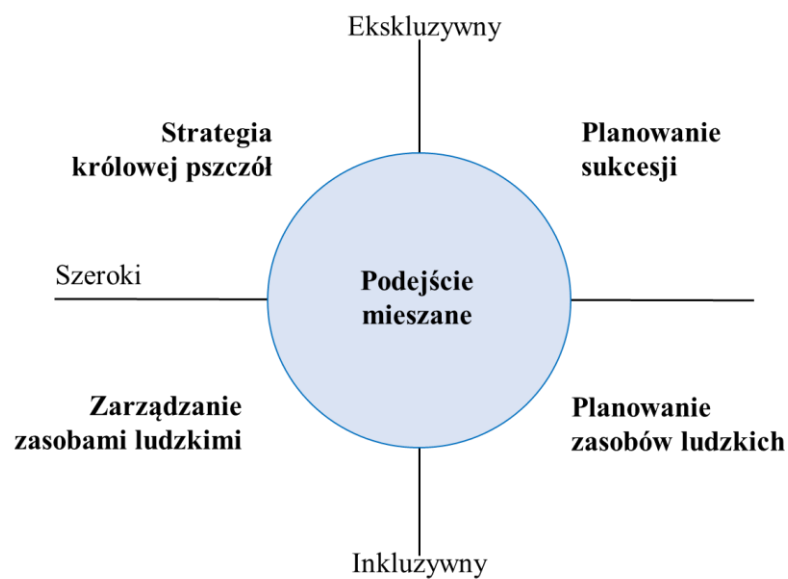 Ekskluzywny
Strategia
królowej pszczół
Planowanie
sukcesji
Szeroki
Podejście
mieszane
Zarządzanie
zasobami ludzkimi
Planowanie
zasobów ludzkich
Inkluzywny